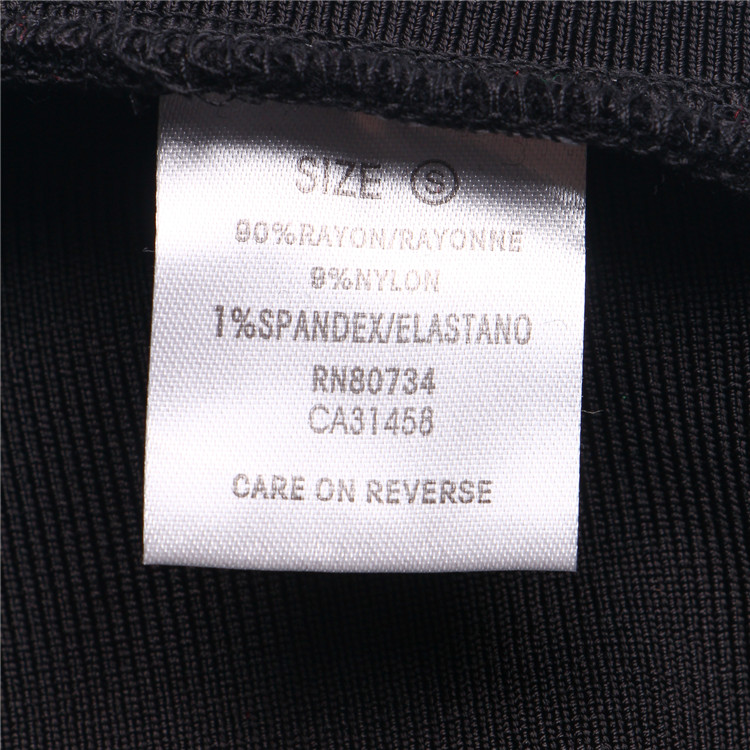 SIZE Ⓢ
90%RAYON/RAYONNE
9%NYLON
1%SPANDEX/ELASTANO
RN80734
CA31458
CARE ON REVERSE